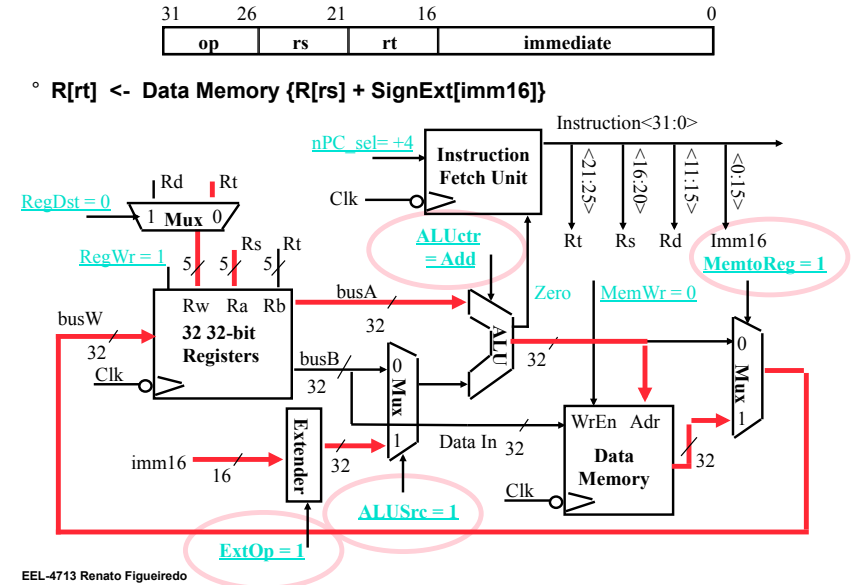 31 26 21 16 0
op rs rt immediate
° R[rt] <- Data Memory {R[rs] + SignExt[imm16]}
Instruction<31:0>
nPC_sel= +4
Instruction
Fetch Unit
Clk
<21:25>
<16:20>
<11:15>
<0:15>
Rt Rs Rd Imm16
Rd Rt
RegDst = 0
1 Mux 0
ALUctr
= Add
MemtoReg = 1
RegWr = 1
Rs Rt
5 5 5
Zero
MemWr = 0
busA
32
Rw Ra Rb
32 32-bit
Registers
busW
32
Clk
busB
32
0
Mux
1
ALU
32
0
Mux
1
WrEn Adr
Data
Memory
Data In 32
32
Clk
imm16
16
Extender
32
ALUSrc = 1
ExtOp = 1
EEL-4713 Renato Figueiredo